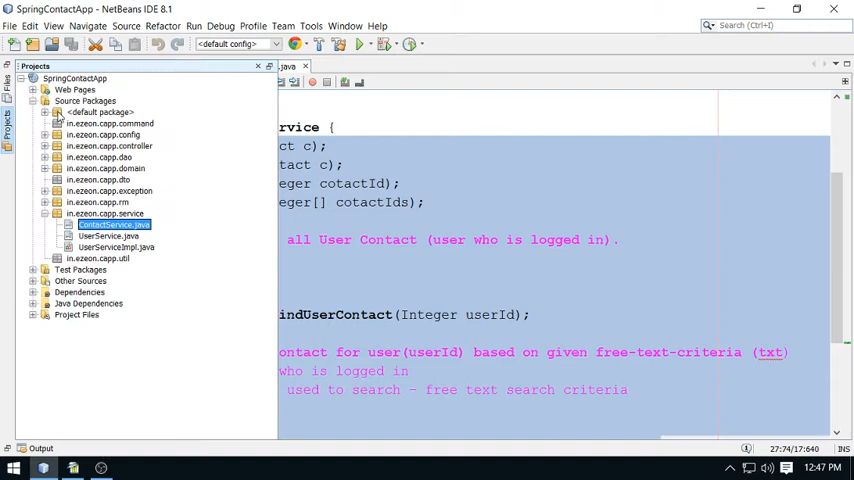 SpringContactApp - NetBeans IDE 8.1
File Edit View Navigate Source Refactor Run Debug Profile Team Tools Window Help
Search (Ctrl+I)
<default config>
Projects
.java
Files
Projects
SpringContactApp
Web Pages
Source Packages
<default package>
in.ezeon.capp.command
in.ezeon.capp.config
in.ezeon.capp.controller
in.ezeon.capp.dao
in.ezeon.capp.domain
in.ezeon.capp.dto
in.ezeon.capp.exception
in.ezeon.capp.rm
in.ezeon.capp.service
ContactService.java
UserService.java
UserServiceImpl.java
in.ezeon.capp.util
Test Packages
Other Sources
Dependencies
Java Dependencies
Project Files
rvice {
ct c);
tact c);
eger cotactId);
eger[] cotactIds);
all User Contact (user who is logged in).
indUserContact(Integer userId);
ontact for user(userId) based on given free-text-criteria (txt)
who is logged in
used to search - free text search criteria
Output
27:74/17:640
12:47 PM